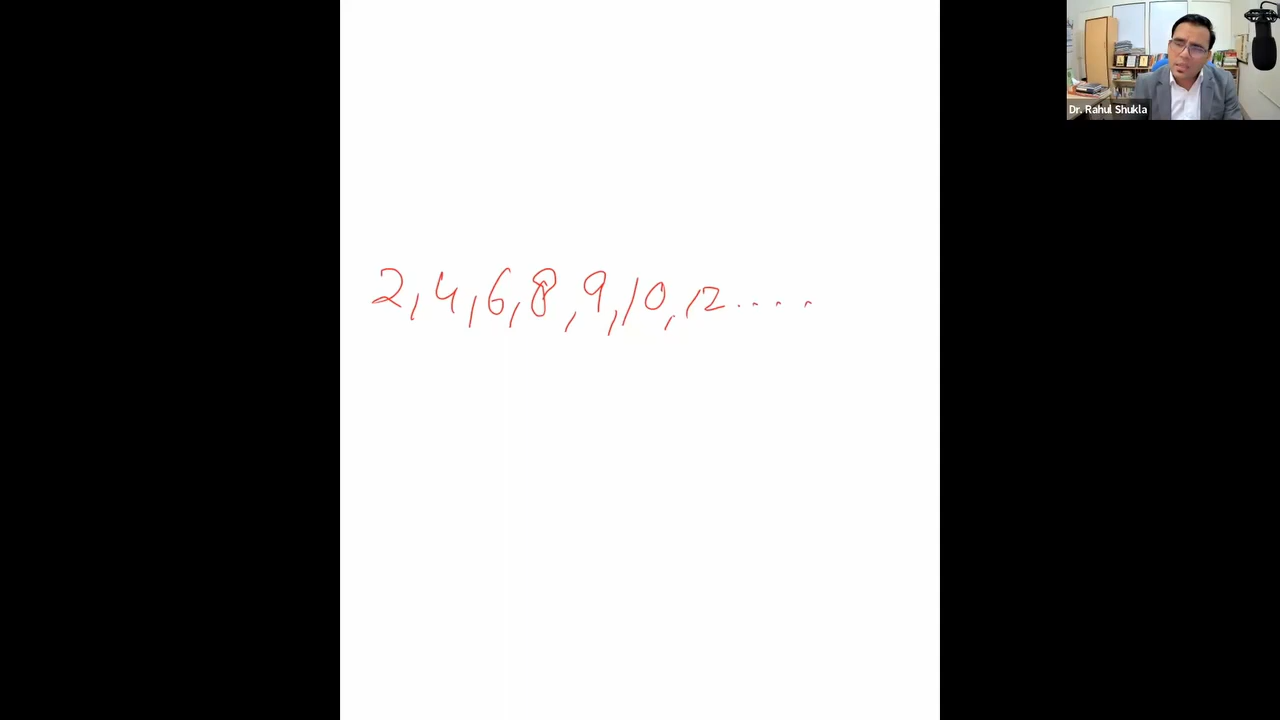 Dr. Rahul Shukla
2, 4, 6, 8, 9, 10, 12....